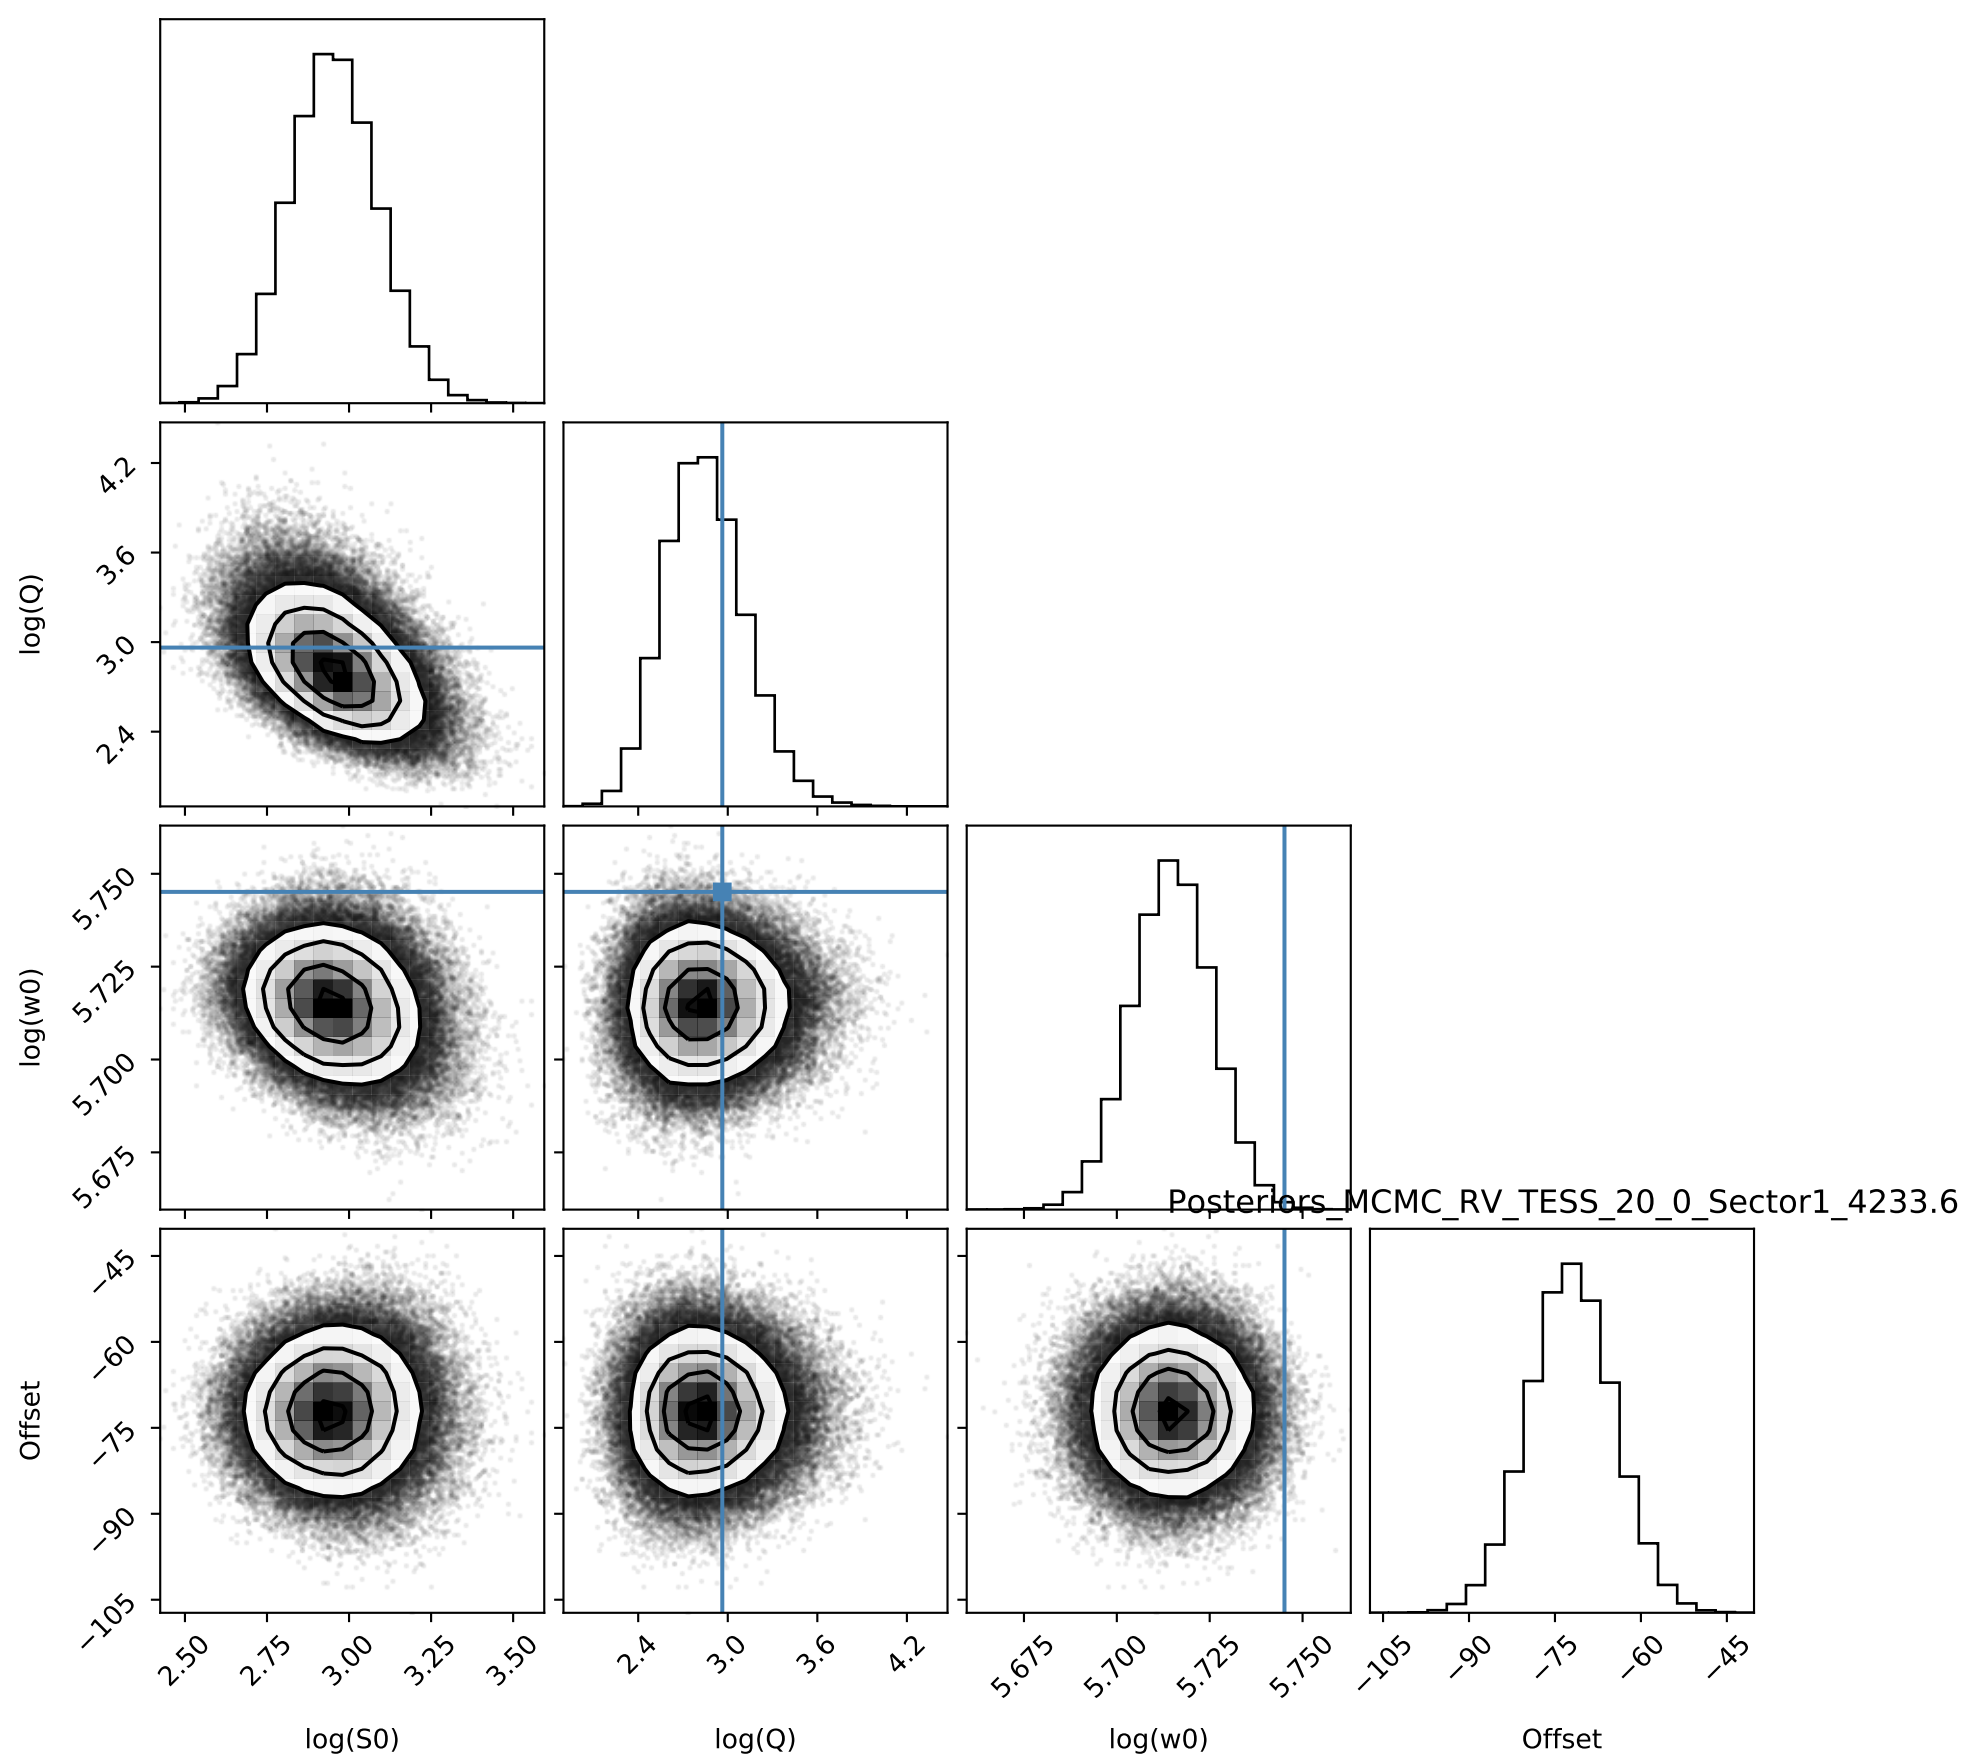 4.2
3.6
3.0
2.4
log(Q)
5.750
5.725
5.700
5.675
log(w0)
Posteriors_MCMC_RV_TESS_20_0_Sector1_4233.6
−45
−60
−75
−90
−105
Offset
2.50 2.75 3.00 3.25 3.50
2.4 3.0 3.6 4.2
5.675 5.700 5.725 5.750
−105 −90 −75 −60 −45
log(S0) log(Q) log(w0) Offset